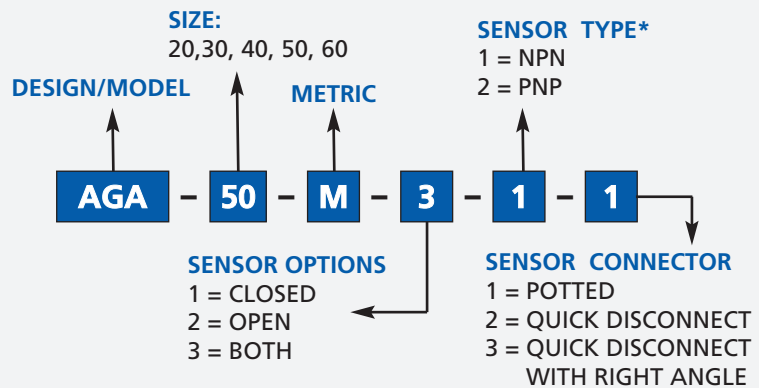 SIZE:
20,30, 40, 50, 60
SENSOR TYPE*
1 = NPN
2 = PNP
DESIGN/MODEL
METRIC
AGA - 50 - M - 3 - 1 - 1
SENSOR OPTIONS
1 = CLOSED
2 = OPEN
3 = BOTH
SENSOR CONNECTOR
1 = POTTED
2 = QUICK DISCONNECT
3 = QUICK DISCONNECT
WITH RIGHT ANGLE